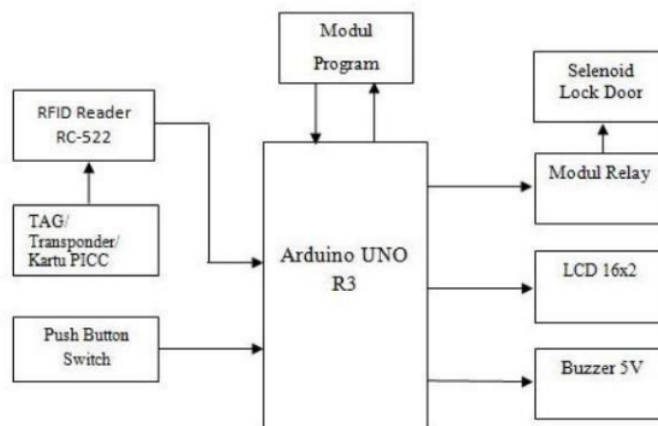 Modul
Program
Selenoid
Lock Door
RFID Reader
RC-522
Modul Relay
TAG/
Transponder/
Kartu PICC
Arduino UNO
R3
LCD 16x2
Push Button
Switch
Buzzer 5V